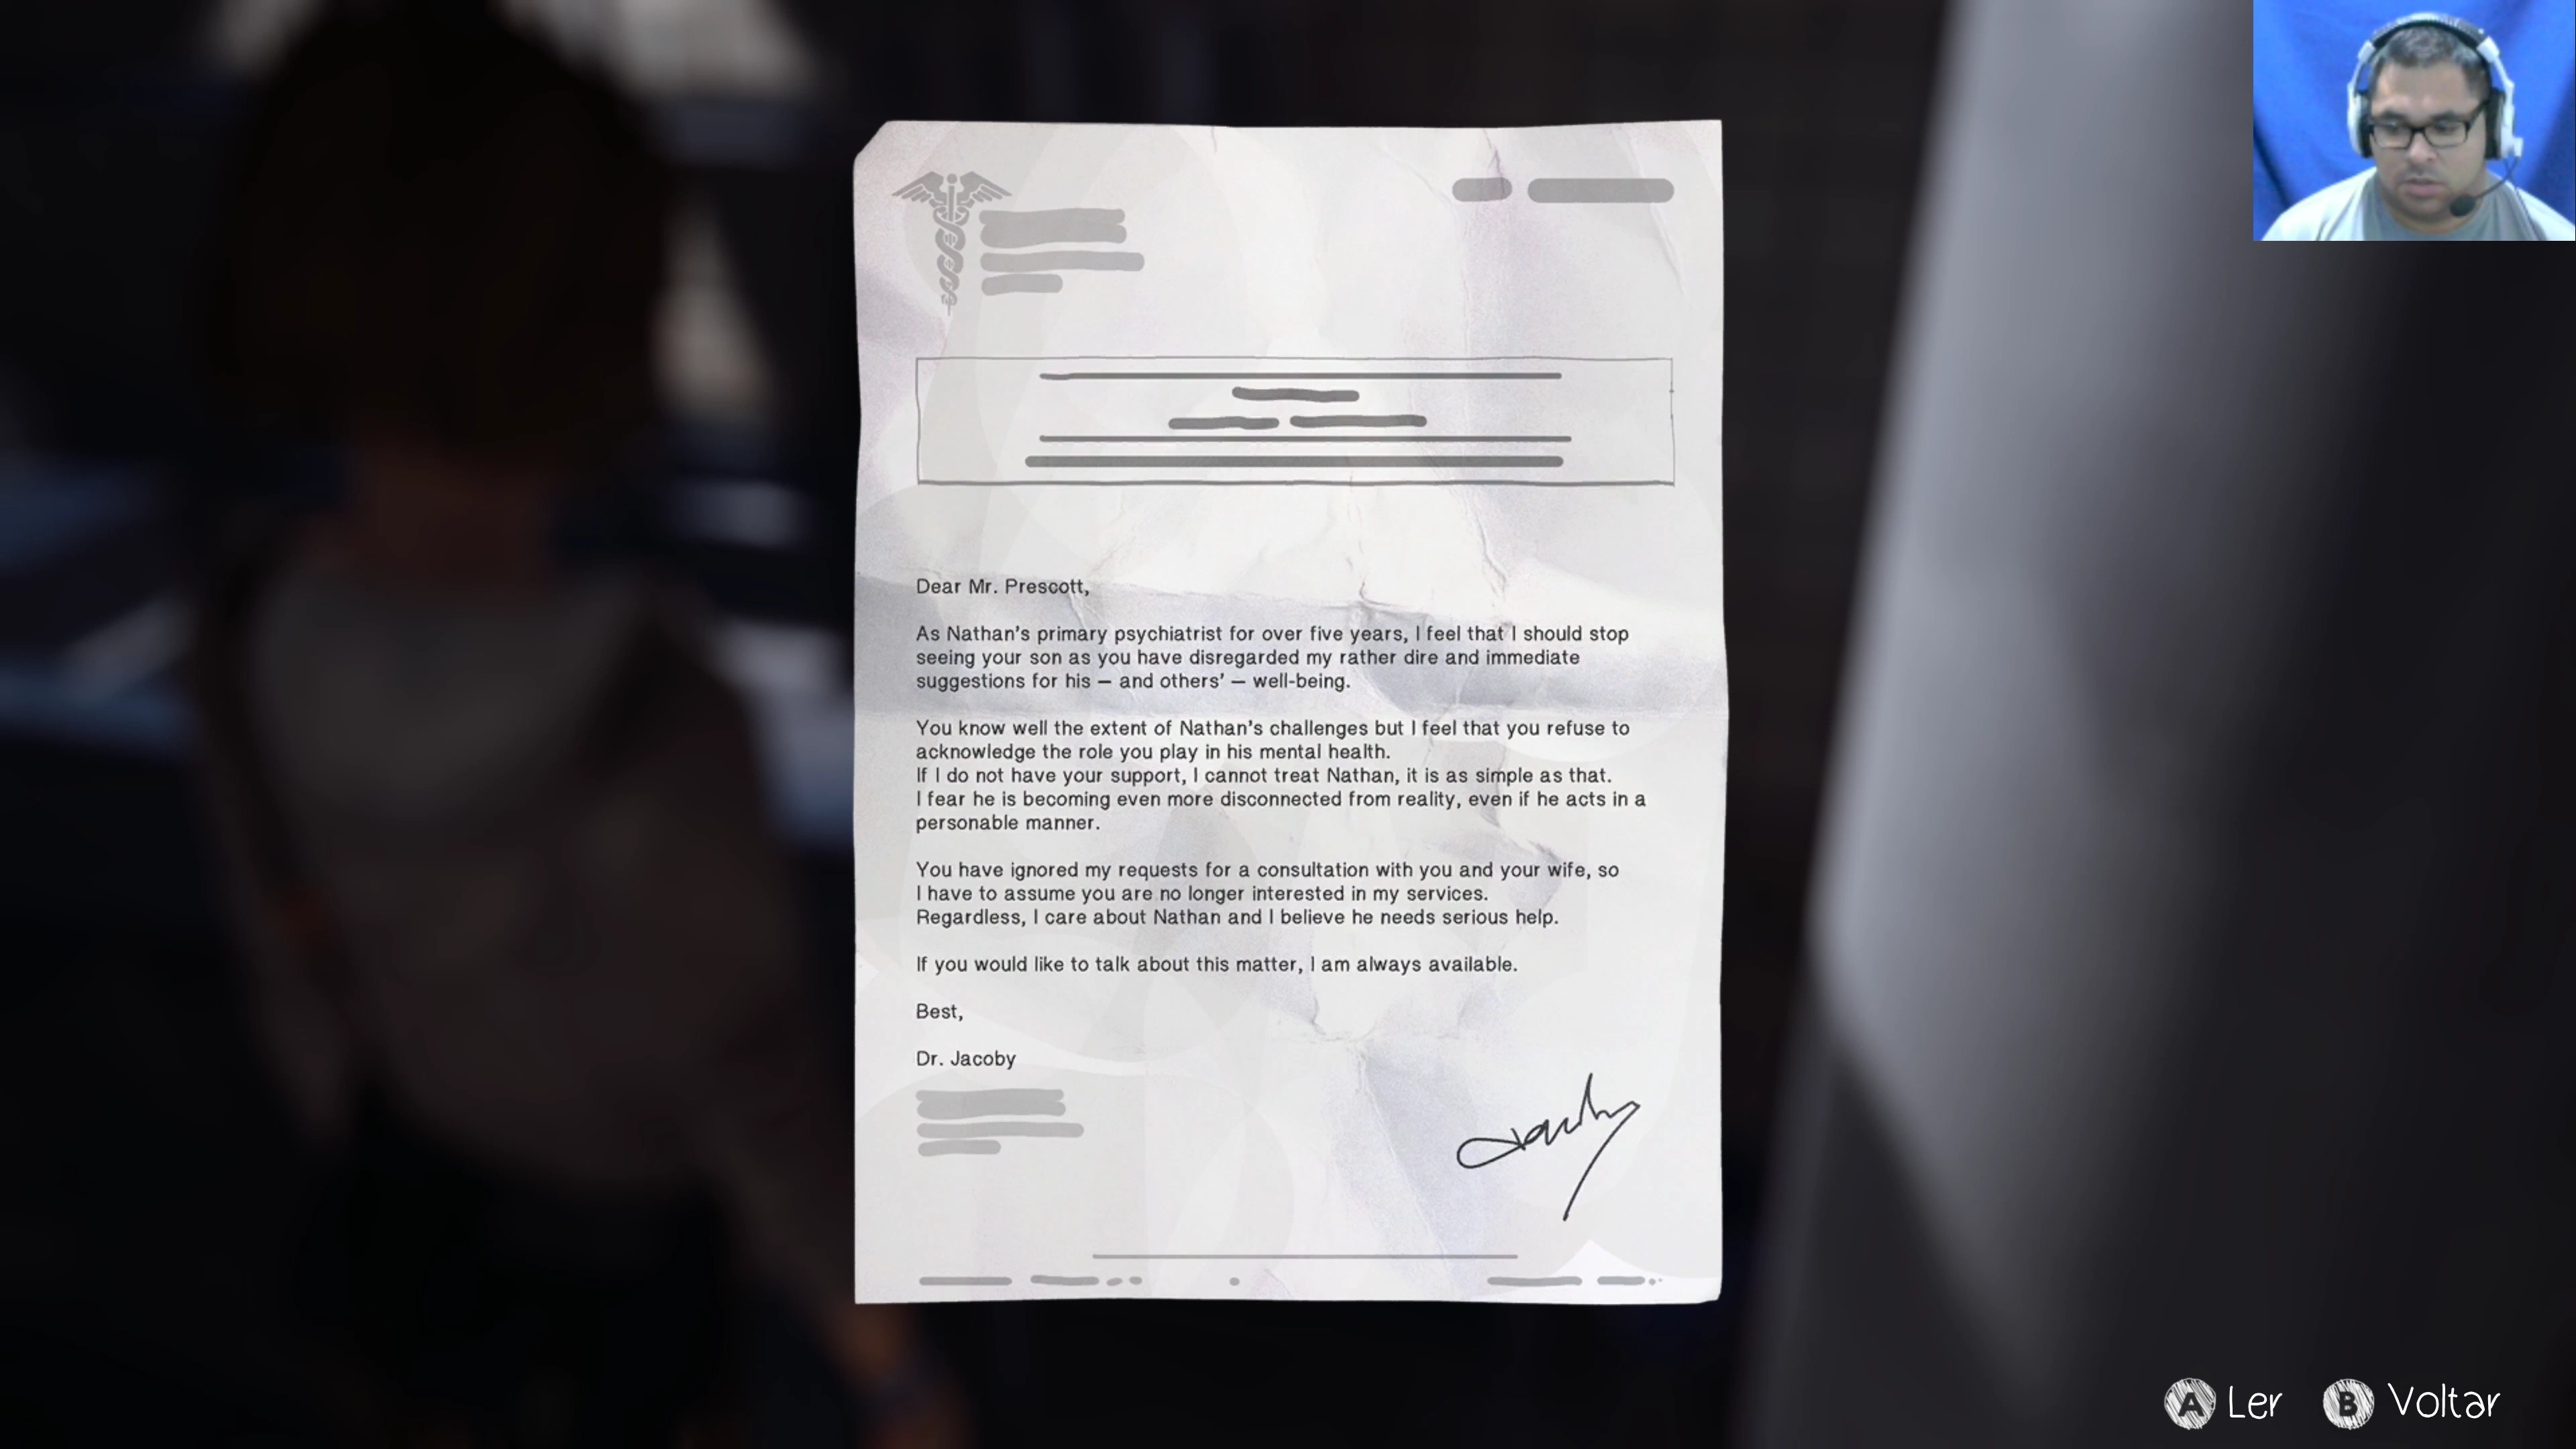 Dear Mr. Prescott,
As Nathan's primary psychiatrist for over five years, I feel that I should stop
seeing your son as you have disregarded my rather dire and immediate
suggestions for his – and others' – well-being.
You know well the extent of Nathan's challenges but I feel that you refuse to
acknowledge the role you play in his mental health.
If I do not have your support, I cannot treat Nathan, it is as simple as that.
I fear he is becoming even more disconnected from reality, even if he acts in a
personable manner.
You have ignored my requests for a consultation with you and your wife, so
I have to assume you are no longer interested in my services.
Regardless, I care about Nathan and I believe he needs serious help.
If you would like to talk about this matter, I am always available.
Best,
Dr. Jacoby
Jacoby
A Ler B Voltar